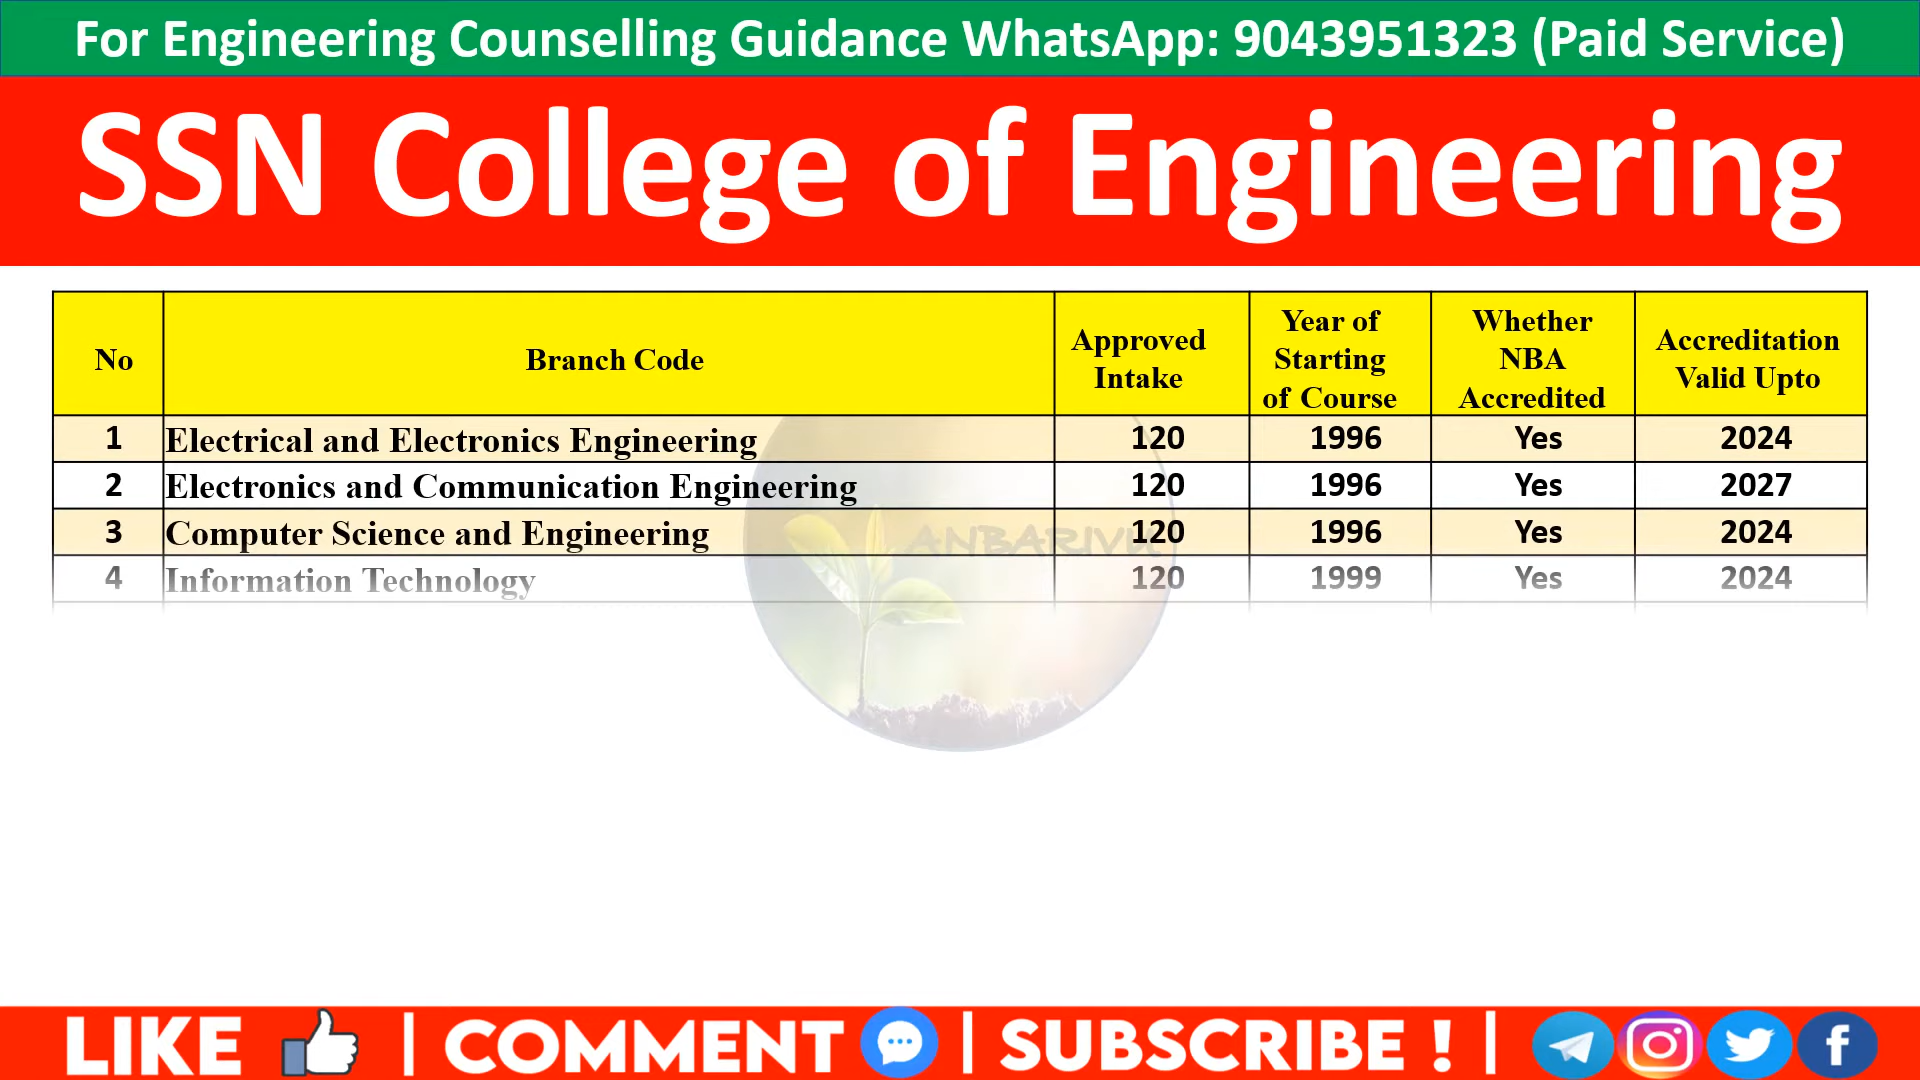 For Engineering Counselling Guidance WhatsApp: 9043951323 (Paid Service)
SSN College of Engineering
No Branch Code Approved Intake Year of Starting of Course Whether NBA Accredited Accreditation Valid Upto
1 Electrical and Electronics Engineering 120 1996 Yes 2024
2 Electronics and Communication Engineering 120 1996 Yes 2027
3 Computer Science and Engineering 120 1996 Yes 2024
4 Information Technology 120 1999 Yes 2024
ANBARIVU
LIKE | COMMENT | SUBSCRIBE ! |